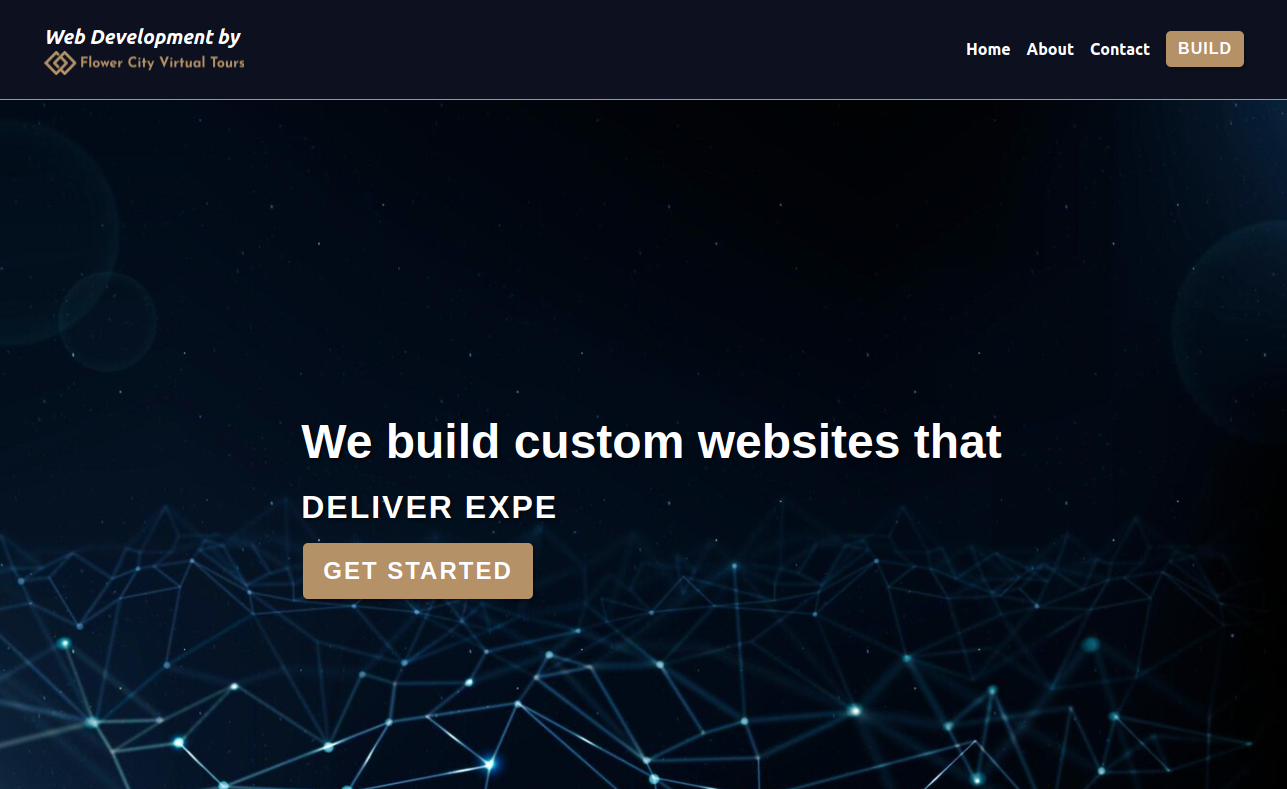 Web Development by
Flower City Virtual Tours
Home About Contact BUILD
We build custom websites that
DELIVER EXPE
GET STARTED